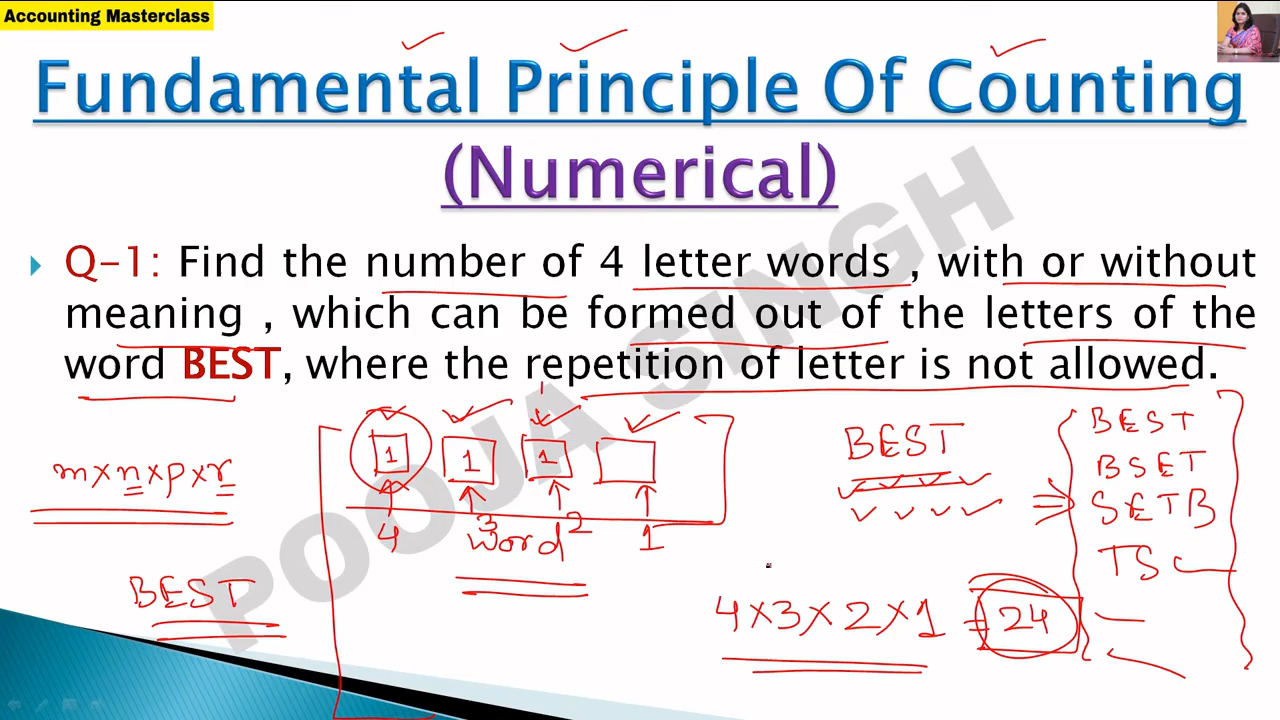 Accounting Masterclass
Fundamental Principle Of Counting
(Numerical)
Q-1: Find the number of 4 letter words , with or without
meaning , which can be formed out of the letters of the
word BEST, where the repetition of letter is not allowed.
POOJA SINGH
m×n×p×r
BEST
1 1 1
4 3 2 1
word
BEST
4×3×2×1 = 24
BEST
BSET
SETB
TS